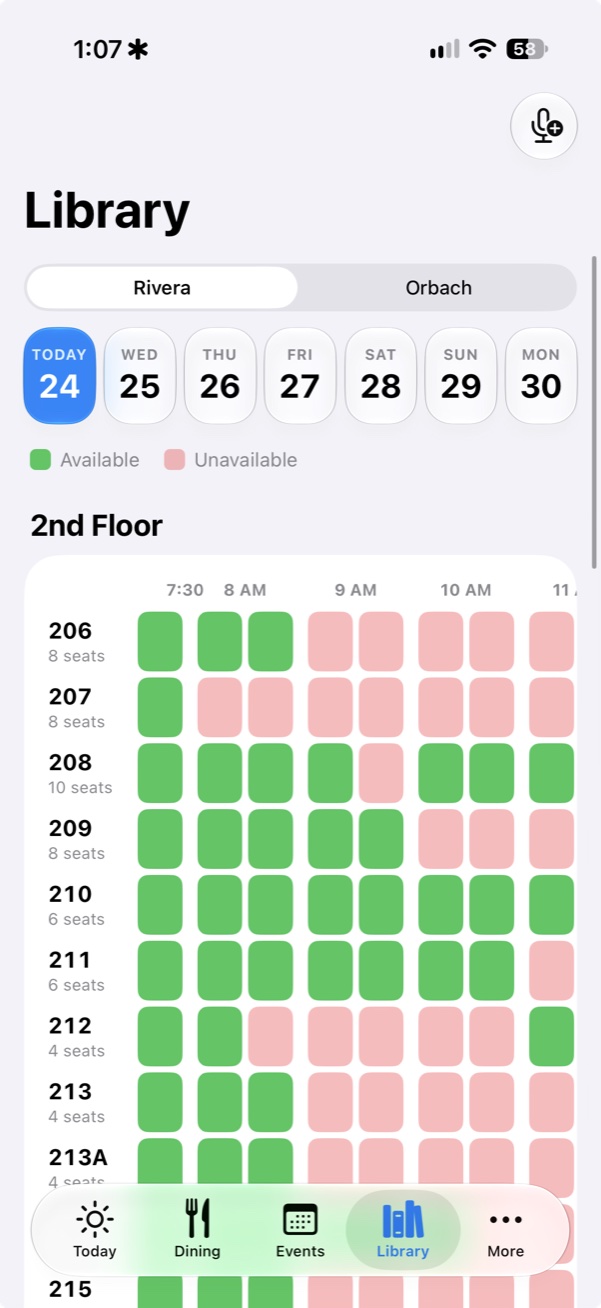 1:07 ✱ 58
Library
Rivera Orbach
TODAY WED THU FRI SAT SUN MON
24 25 26 27 28 29 30
Available Unavailable
2nd Floor
7:30 8 AM 9 AM 10 AM 11
206
8 seats
207
8 seats
208
10 seats
209
8 seats
210
6 seats
211
6 seats
212
4 seats
213
4 seats
213A
4 seats
Today Dining Events Library More
215